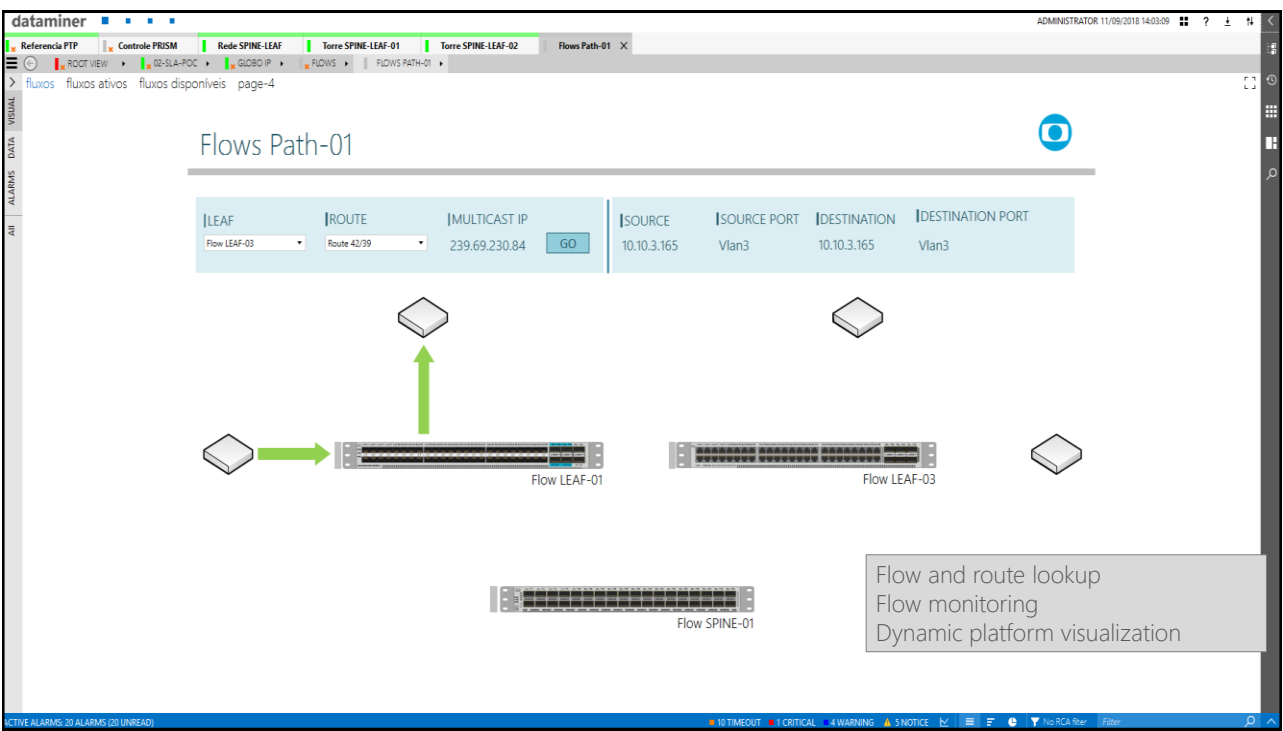 dataminer
ADMINISTRATOR 11/09/2018 14:03:09 ?
Referencia PTP Controle PRISM Rede SPINE-LEAF Torre SPINE-LEAF-01 Torre SPINE-LEAF-02 Flows Path-01 X
ROOT VIEW 02-SLA-POC GLOBO IP FLOWS FLOWS PATH-01
fluxos fluxos ativos fluxos disponíveis page-4
VISUAL
DATA
ALARMS
All
Flows Path-01
LEAF ROUTE MULTICAST IP SOURCE SOURCE PORT DESTINATION DESTINATION PORT
Flow LEAF-03 Route 42/39 239.69.230.84 GO 10.10.3.165 Vlan3 10.10.3.165 Vlan3
Flow LEAF-01
Flow LEAF-03
Flow SPINE-01
Flow and route lookup
Flow monitoring
Dynamic platform visualization
ACTIVE ALARMS: 20 ALARMS (20 UNREAD) 10 TIMEOUT 1 CRITICAL 4 WARNING 5 NOTICE No RCA filter Filter